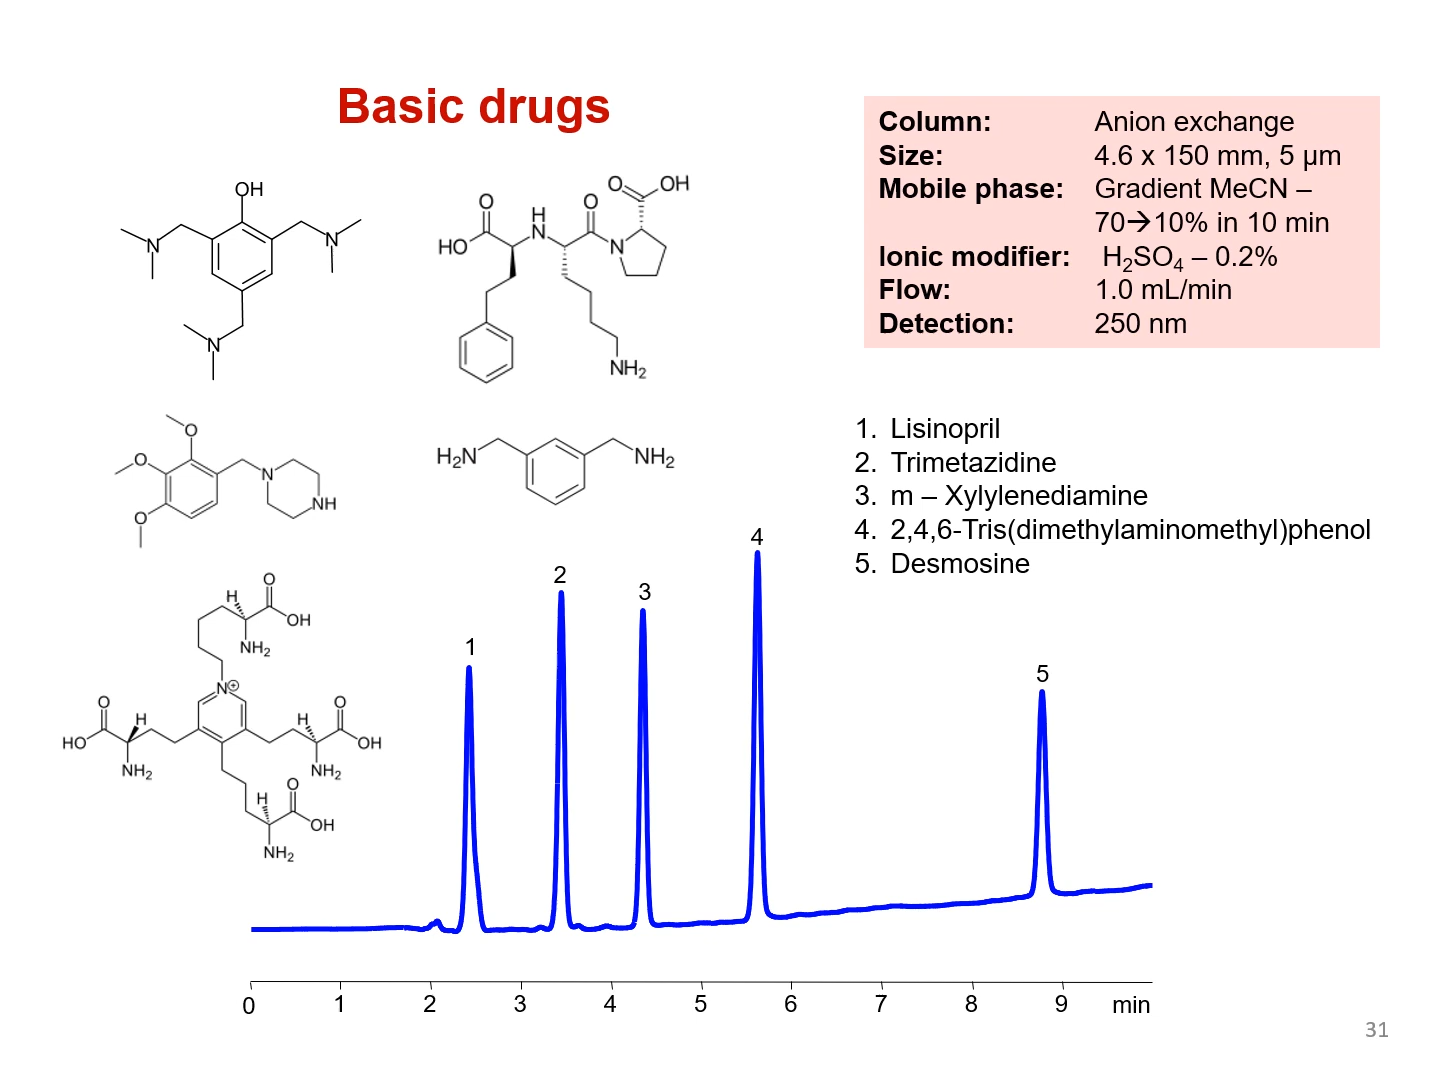 Basic drugs
Column: Anion exchange
Size: 4.6 x 150 mm, 5 µm
Mobile phase: Gradient MeCN –
70→10% in 10 min
Ionic modifier: H₂SO₄ – 0.2%
Flow: 1.0 mL/min
Detection: 250 nm
OH
N
N
N
O
HO
H
N
O
N
O
OH
NH₂
O
O
O
N
NH
H₂N
NH₂
1. Lisinopril
2. Trimetazidine
3. m – Xylylenediamine
4. 2,4,6-Tris(dimethylaminomethyl)phenol
5. Desmosine
O
H
OH
NH₂
N⊕
O
HO
H
NH₂
H
O
OH
NH₂
H
O
OH
NH₂
1
2
3
4
5
0 1 2 3 4 5 6 7 8 9 min
31